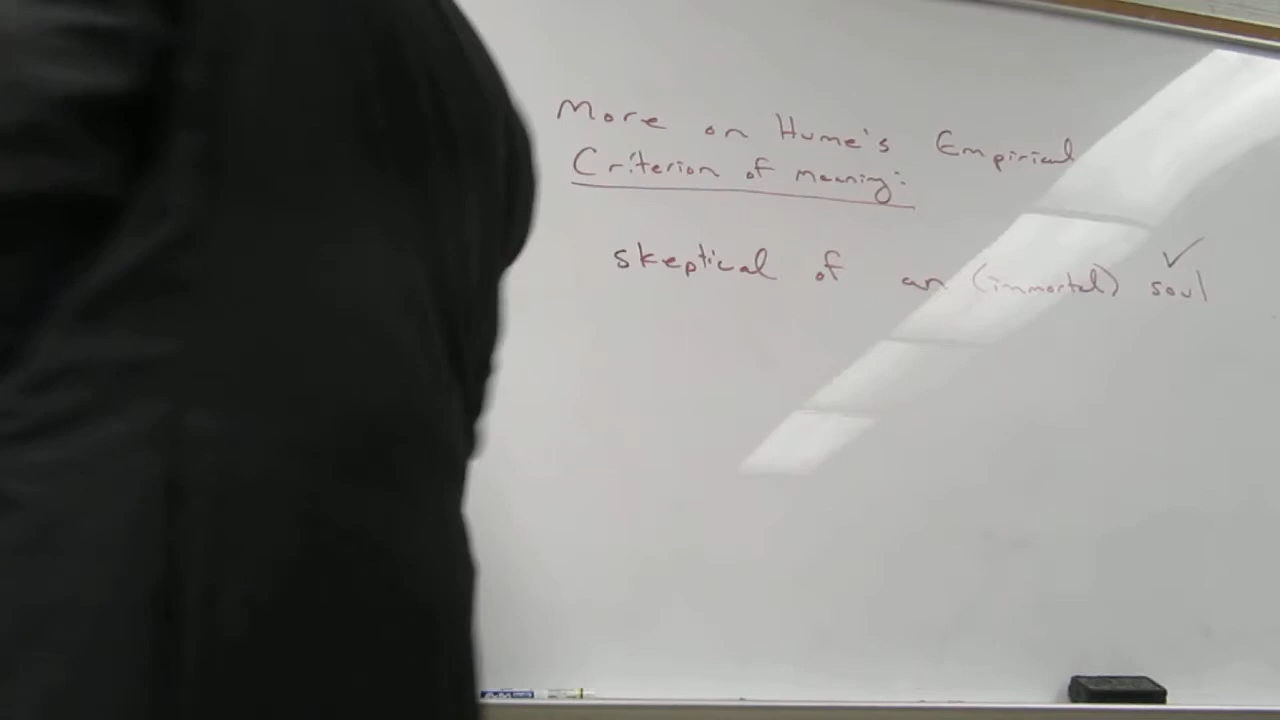 More on Hume's Empirical
Criterion of meaning:
skeptical of an (immortal) soul